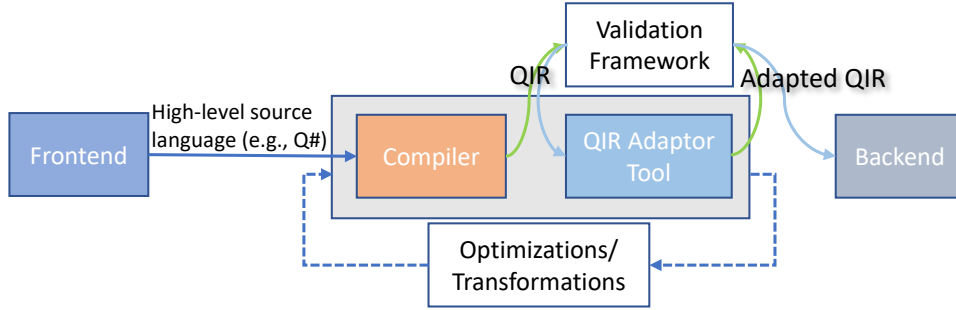 Validation
Framework
QIR
Adapted QIR
High-level source
language (e.g., Q#)
Frontend
Compiler
QIR Adaptor
Tool
Backend
Optimizations/
Transformations